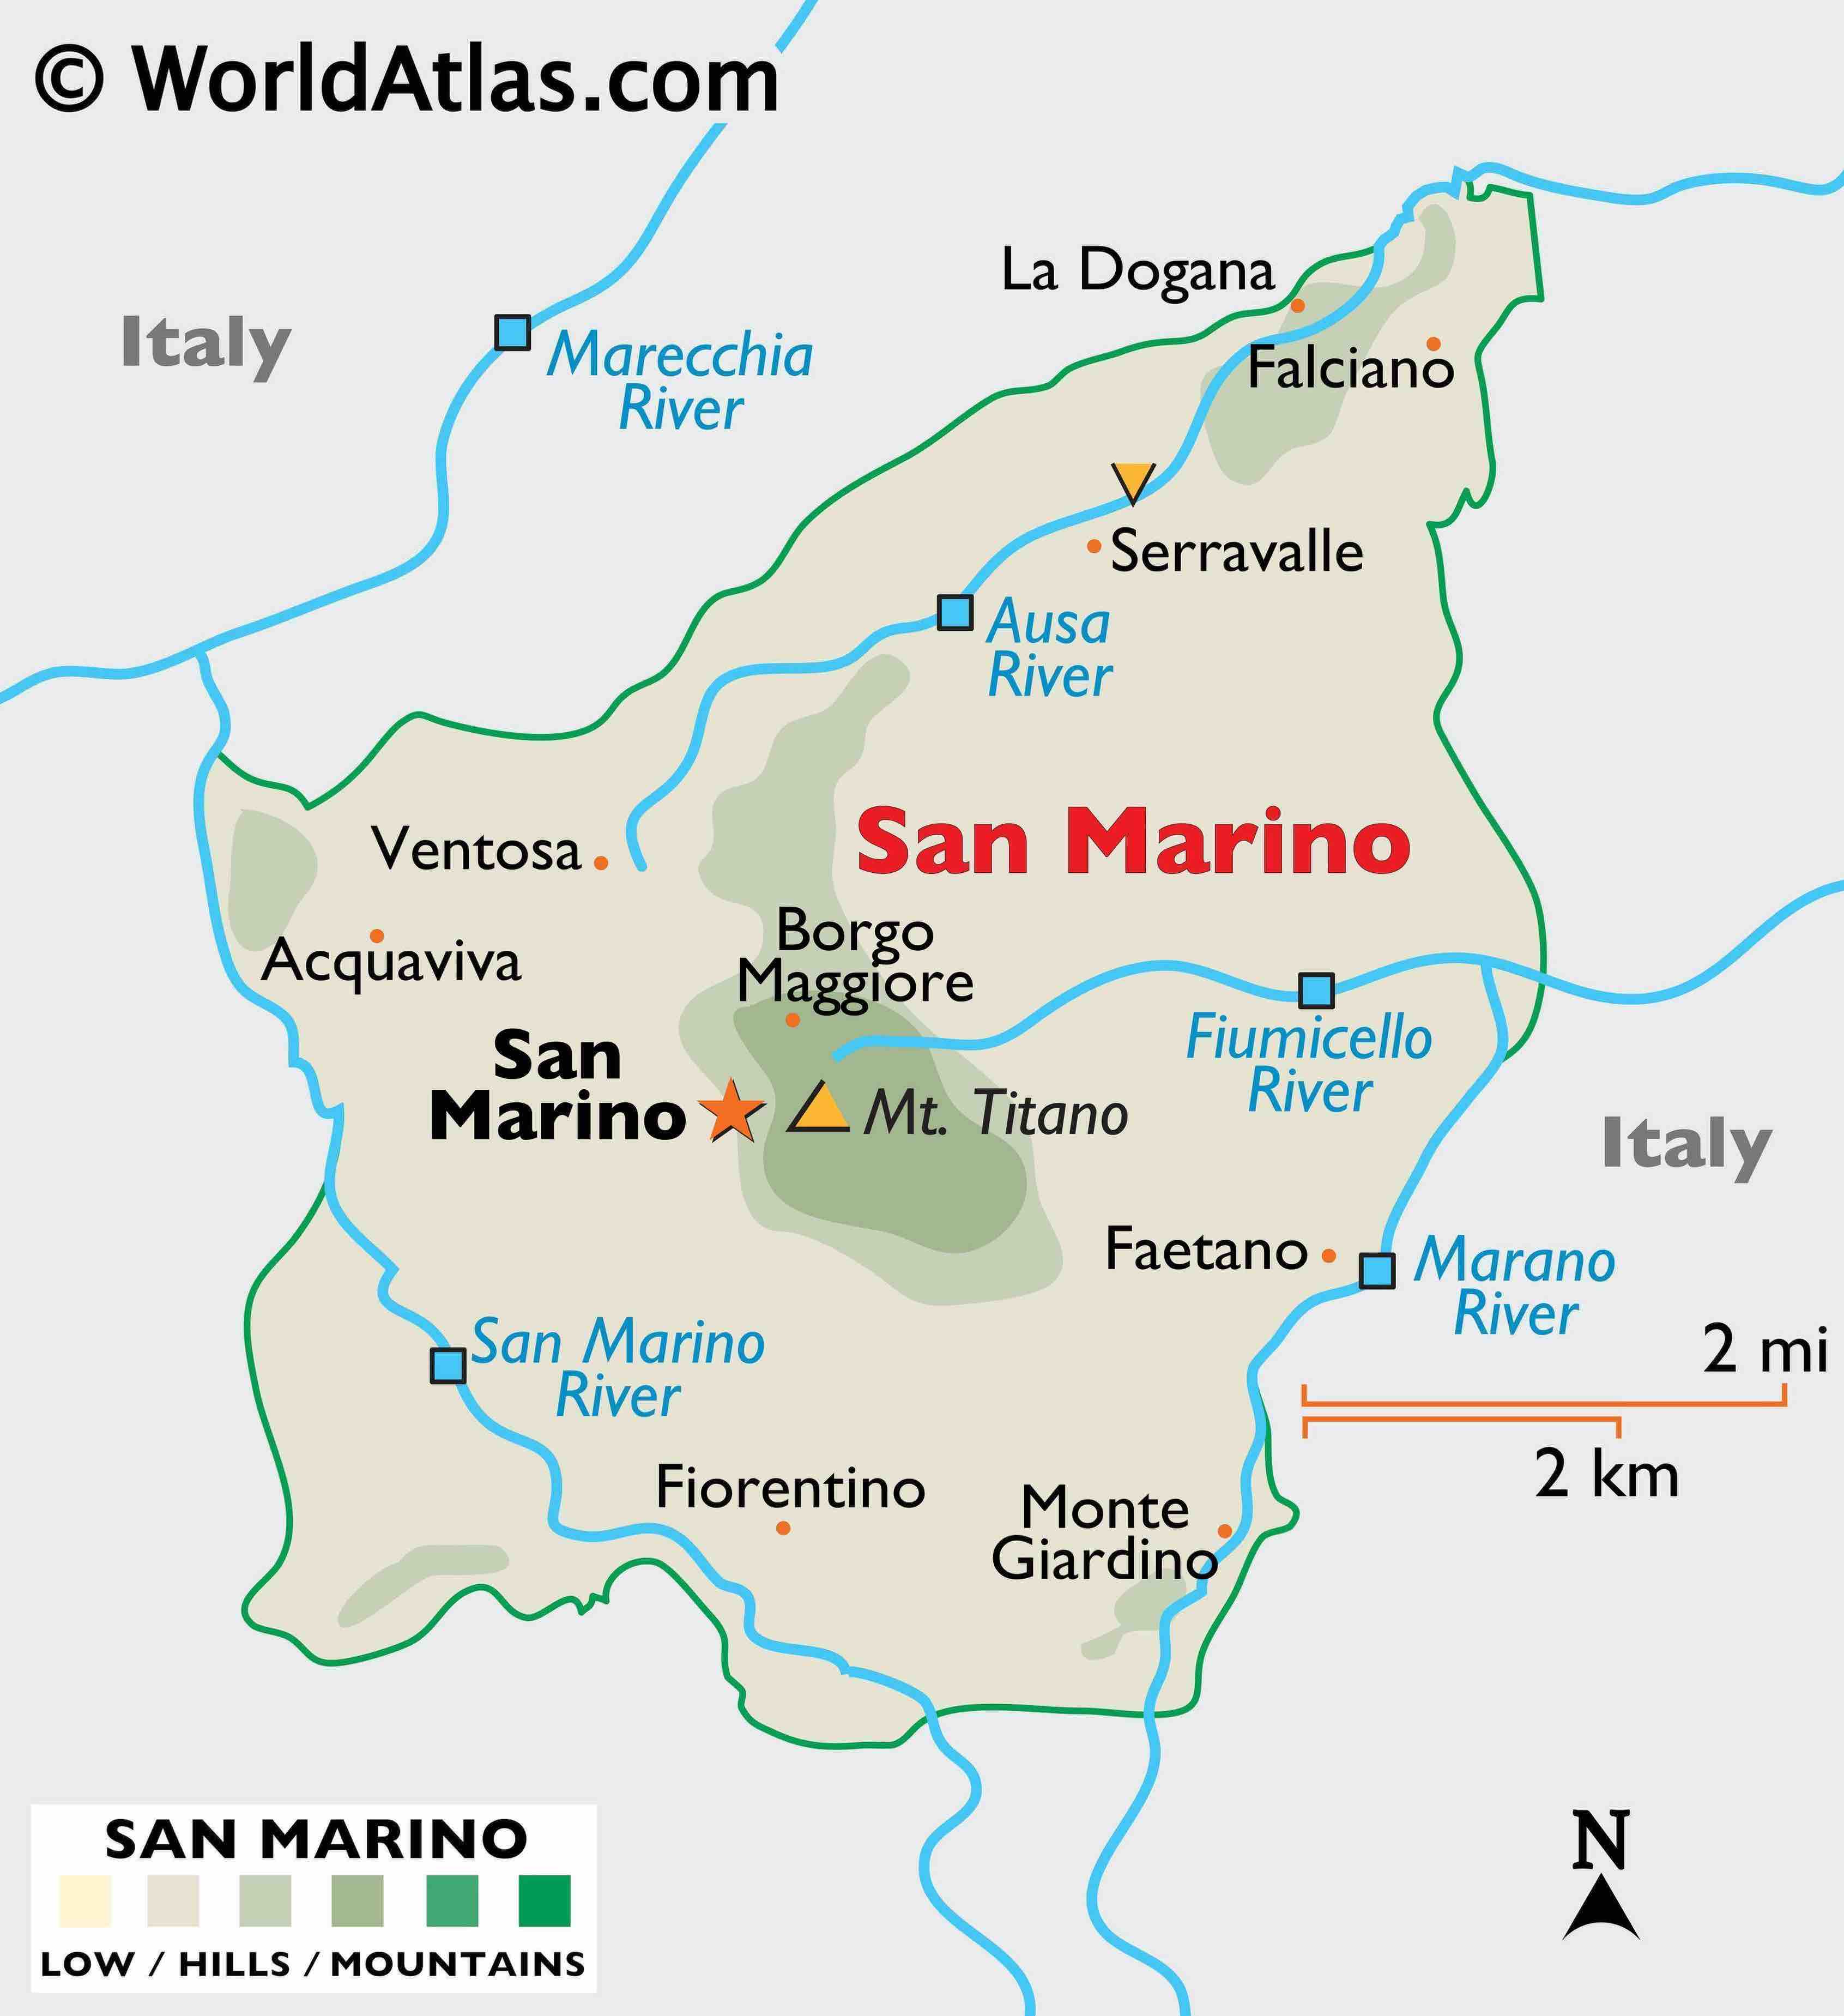 © WorldAtlas.com
La Dogana
Italy
Marecchia
River
Falciano
Serravalle
Ausa
River
San Marino
Ventosa
Borgo
Maggiore
Acquaviva
San
Marino
Mt. Titano
Fiumicello
River
Italy
Faetano
Marano
River
San Marino
River
2 mi
2 km
Fiorentino
Monte
Giardino
SAN MARINO
LOW / HILLS / MOUNTAINS
N